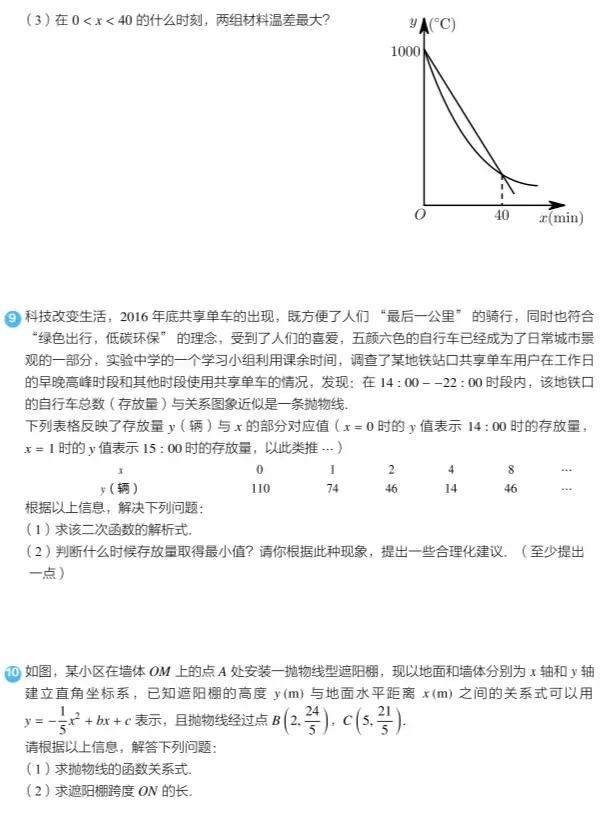 （3）在 0 < x < 40 的什么时刻，两组材料温差最大？
y (°C)
1000
O 40 x(min)
9 科技改变生活，2016 年底共享单车的出现，既方便了人们 “最后一公里” 的骑行，同时也符合
“绿色出行，低碳环保” 的理念，受到了人们的喜爱，五颜六色的自行车已经成为了日常城市景
观的一部分，实验中学的一个学习小组利用课余时间，调查了某地铁站口共享单车用户在工作日
的早晚高峰时段和其他时段使用共享单车的情况，发现：在 14 : 00 − −22 : 00 时段内，该地铁口
的自行车总数（存放量）与关系图象近似是一条抛物线.
下列表格反映了存放量 y（辆）与 x 的部分对应值（ x = 0 时的 y 值表示 14 : 00 时的存放量，
x = 1 时的 y 值表示 15 : 00 时的存放量，以此类推 ⋯ ）
x 0 1 2 4 8 ⋯
y（辆） 110 74 46 14 46 ⋯
根据以上信息，解决下列问题：
（1）求该二次函数的解析式.
（2）判断什么时候存放量取得最小值？请你根据此种现象，提出一些合理化建议. （至少提出
一点）
10 如图，某小区在墙体 OM 上的点 A 处安装一抛物线型遮阳棚，现以地面和墙体分别为 x 轴和 y 轴
建立直角坐标系，已知遮阳棚的高度 y (m) 与地面水平距离 x (m) 之间的关系式可以用
y = −1/5 x² + bx + c 表示，且抛物线经过点 B(2, 24/5)，C(5, 21/5).
请根据以上信息，解答下列问题：
（1）求抛物线的函数关系式.
（2）求遮阳棚跨度 ON 的长.